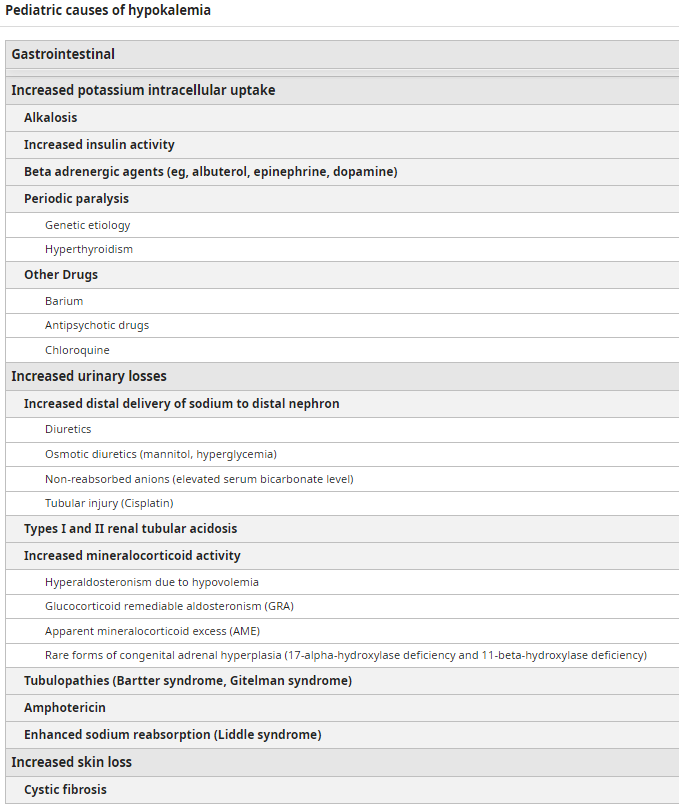 Pediatric causes of hypokalemia
Gastrointestinal
Increased potassium intracellular uptake
Alkalosis
Increased insulin activity
Beta adrenergic agents (eg, albuterol, epinephrine, dopamine)
Periodic paralysis
Genetic etiology
Hyperthyroidism
Other Drugs
Barium
Antipsychotic drugs
Chloroquine
Increased urinary losses
Increased distal delivery of sodium to distal nephron
Diuretics
Osmotic diuretics (mannitol, hyperglycemia)
Non-reabsorbed anions (elevated serum bicarbonate level)
Tubular injury (Cisplatin)
Types I and II renal tubular acidosis
Increased mineralocorticoid activity
Hyperaldosteronism due to hypovolemia
Glucocorticoid remediable aldosteronism (GRA)
Apparent mineralocorticoid excess (AME)
Rare forms of congenital adrenal hyperplasia (17-alpha-hydroxylase deficiency and 11-beta-hydroxylase deficiency)
Tubulopathies (Bartter syndrome, Gitelman syndrome)
Amphotericin
Enhanced sodium reabsorption (Liddle syndrome)
Increased skin loss
Cystic fibrosis